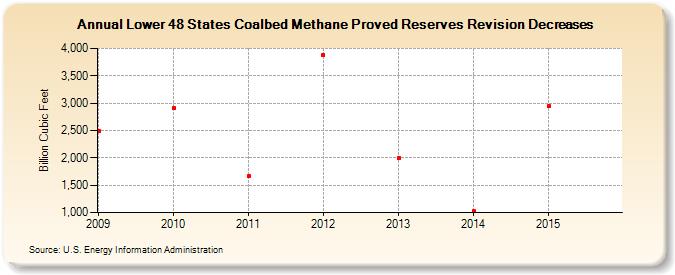 Annual Lower 48 States Coalbed Methane Proved Reserves Revision Decreases
Billion Cubic Feet
4,000
3,500
3,000
2,500
2,000
1,500
1,000
2009 2010 2011 2012 2013 2014 2015
Source: U.S. Energy Information Administration